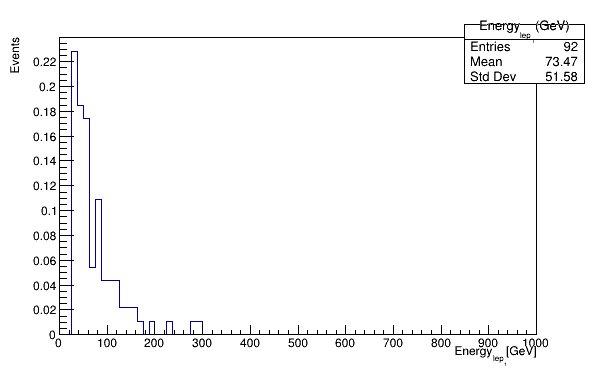 Energy_lep_1 (GeV)
Entries 92
Mean 73.47
Std Dev 51.58
Events
0.22
0.2
0.18
0.16
0.14
0.12
0.1
0.08
0.06
0.04
0.02
0
0 100 200 300 400 500 600 700 800 900 1000
Energy_lep_1 [GeV]